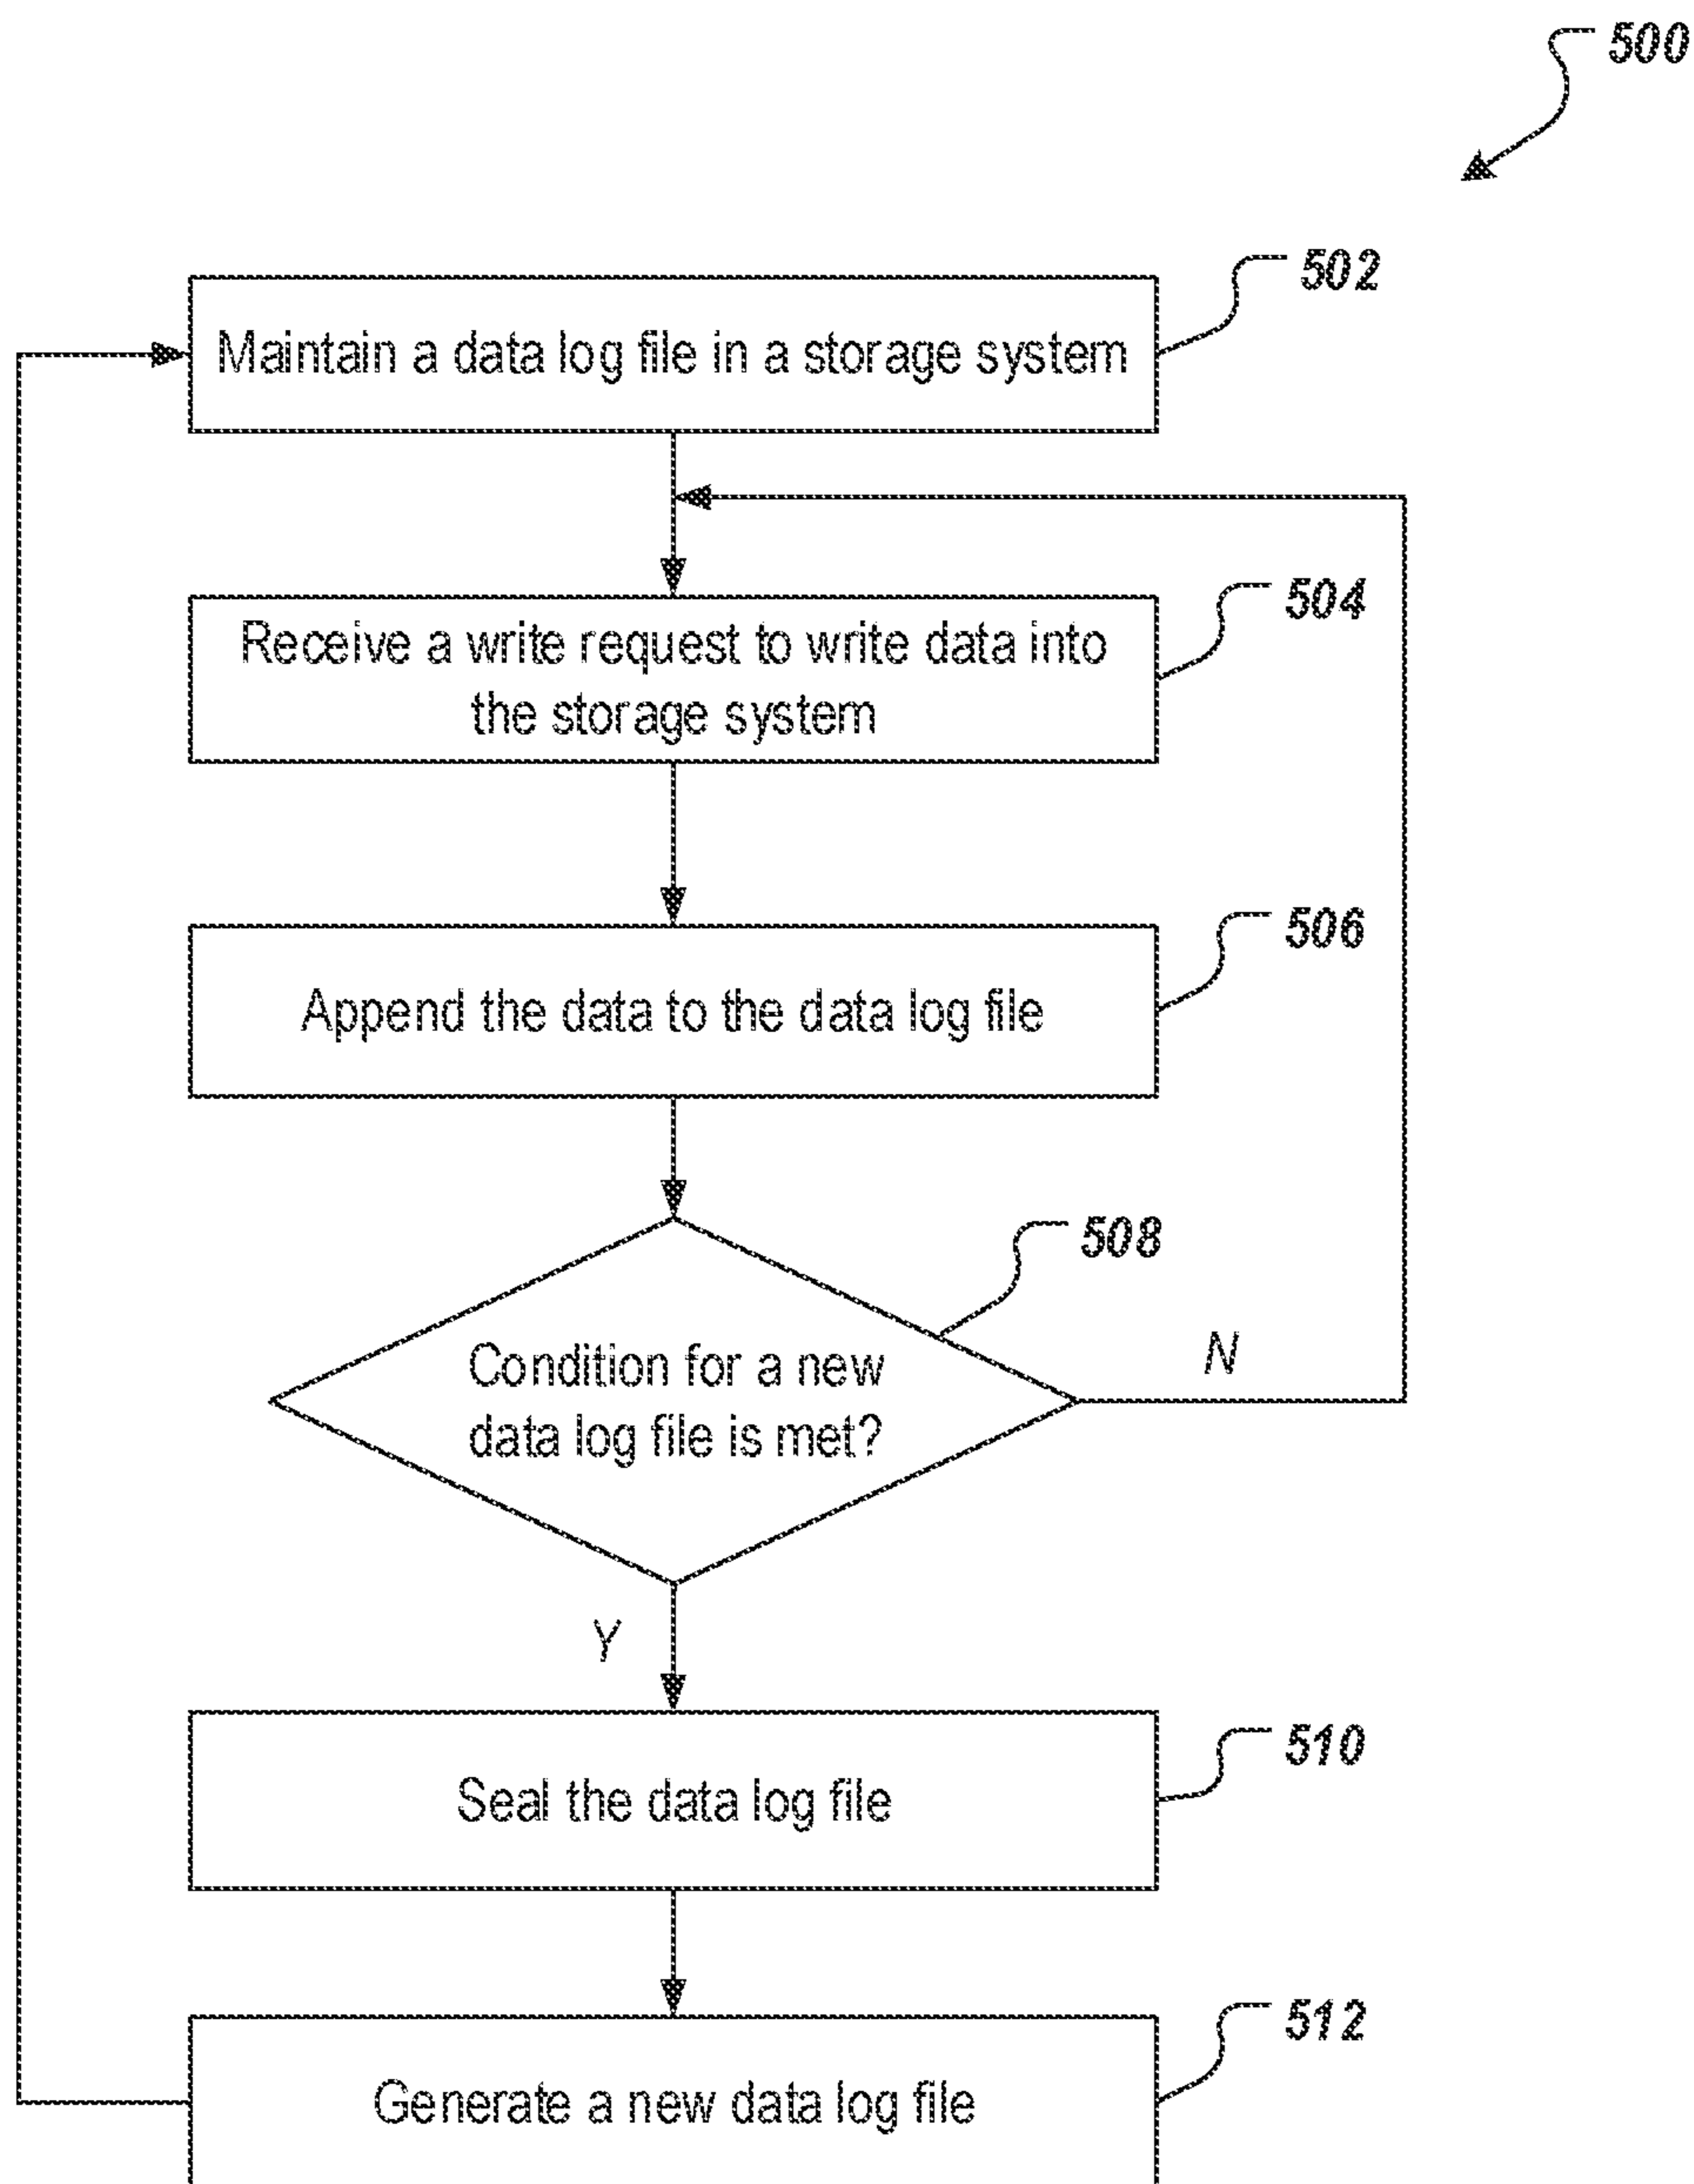 500
502
Maintain a data log file in a storage system
504
Receive a write request to write data into
the storage system
506
Append the data to the data log file
508
Condition for a new
data log file is met?
N
Y
510
Seal the data log file
512
Generate a new data log file